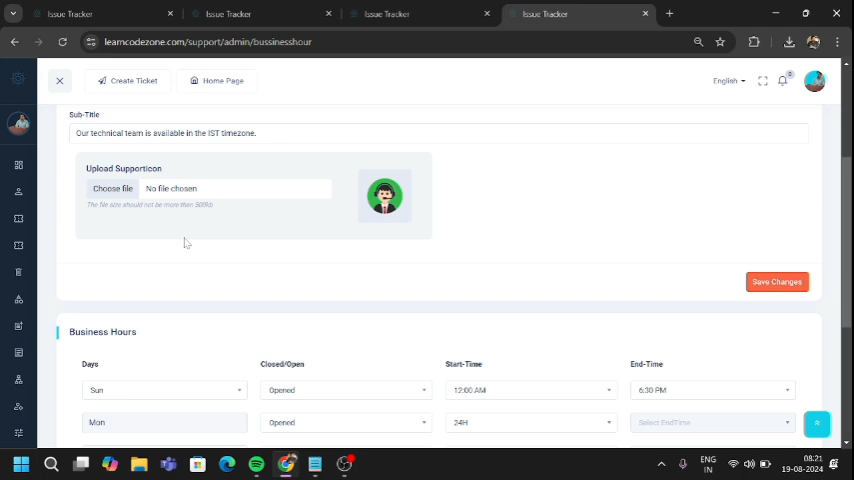 Issue Tracker
Issue Tracker
Issue Tracker
Issue Tracker
learncodezone.com/support/admin/bussinesshour
Create Ticket
Home Page
English
0
Sub-Title
Our technical team is available in the IST timezone.
Upload Supporticon
Choose file No file chosen
The file size should not be more than 500kb
Save Changes
Business Hours
Days Closed/Open Start-Time End-Time
Sun Opened 12:00 AM 6:30 PM
Mon Opened 24H Select EndTime
ENG
IN
08:21
19-08-2024